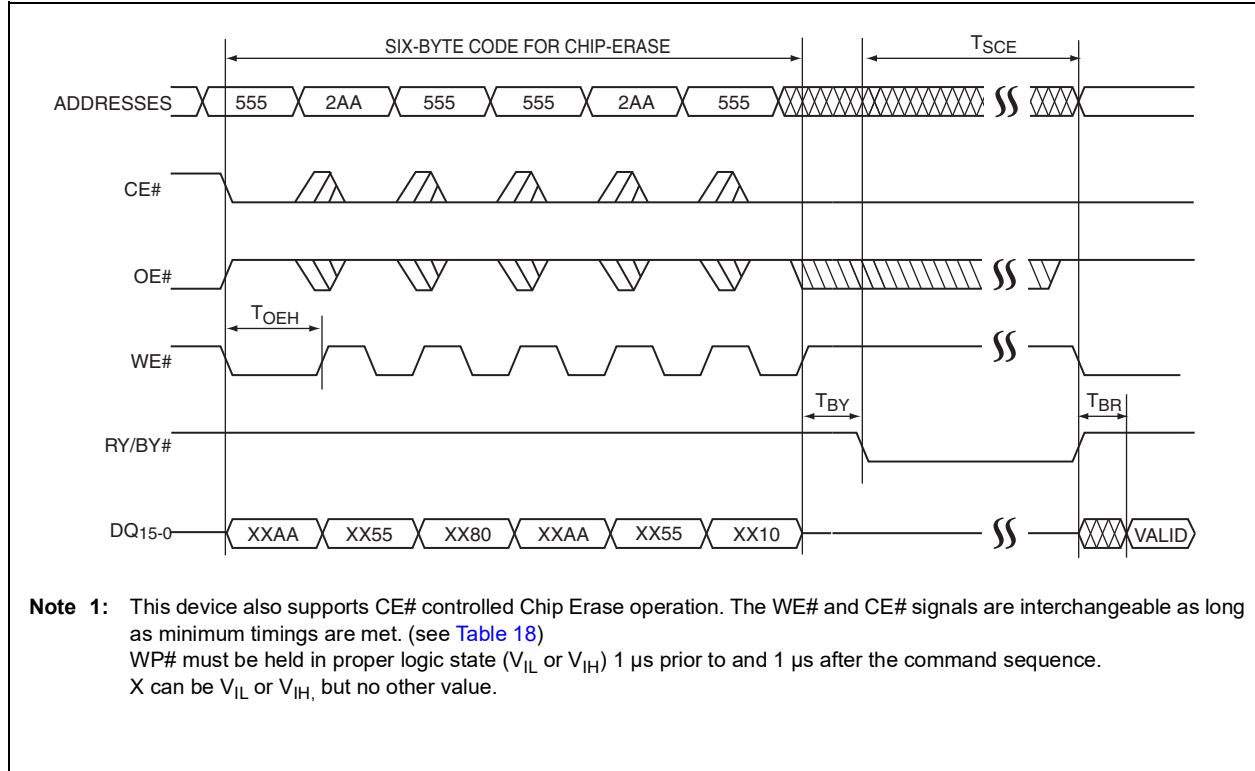 SIX-BYTE CODE FOR CHIP-ERASE
TSCE
ADDRESSES 555 2AA 555 555 2AA 555
CE#
OE#
TOEH
WE#
TBY TBR
RY/BY#
DQ15-0 XXAA XX55 XX80 XXAA XX55 XX10 VALID
Note 1: This device also supports CE# controlled Chip Erase operation. The WE# and CE# signals are interchangeable as long
as minimum timings are met. (see Table 18)
WP# must be held in proper logic state (VIL or VIH) 1 µs prior to and 1 µs after the command sequence.
X can be VIL or VIH, but no other value.